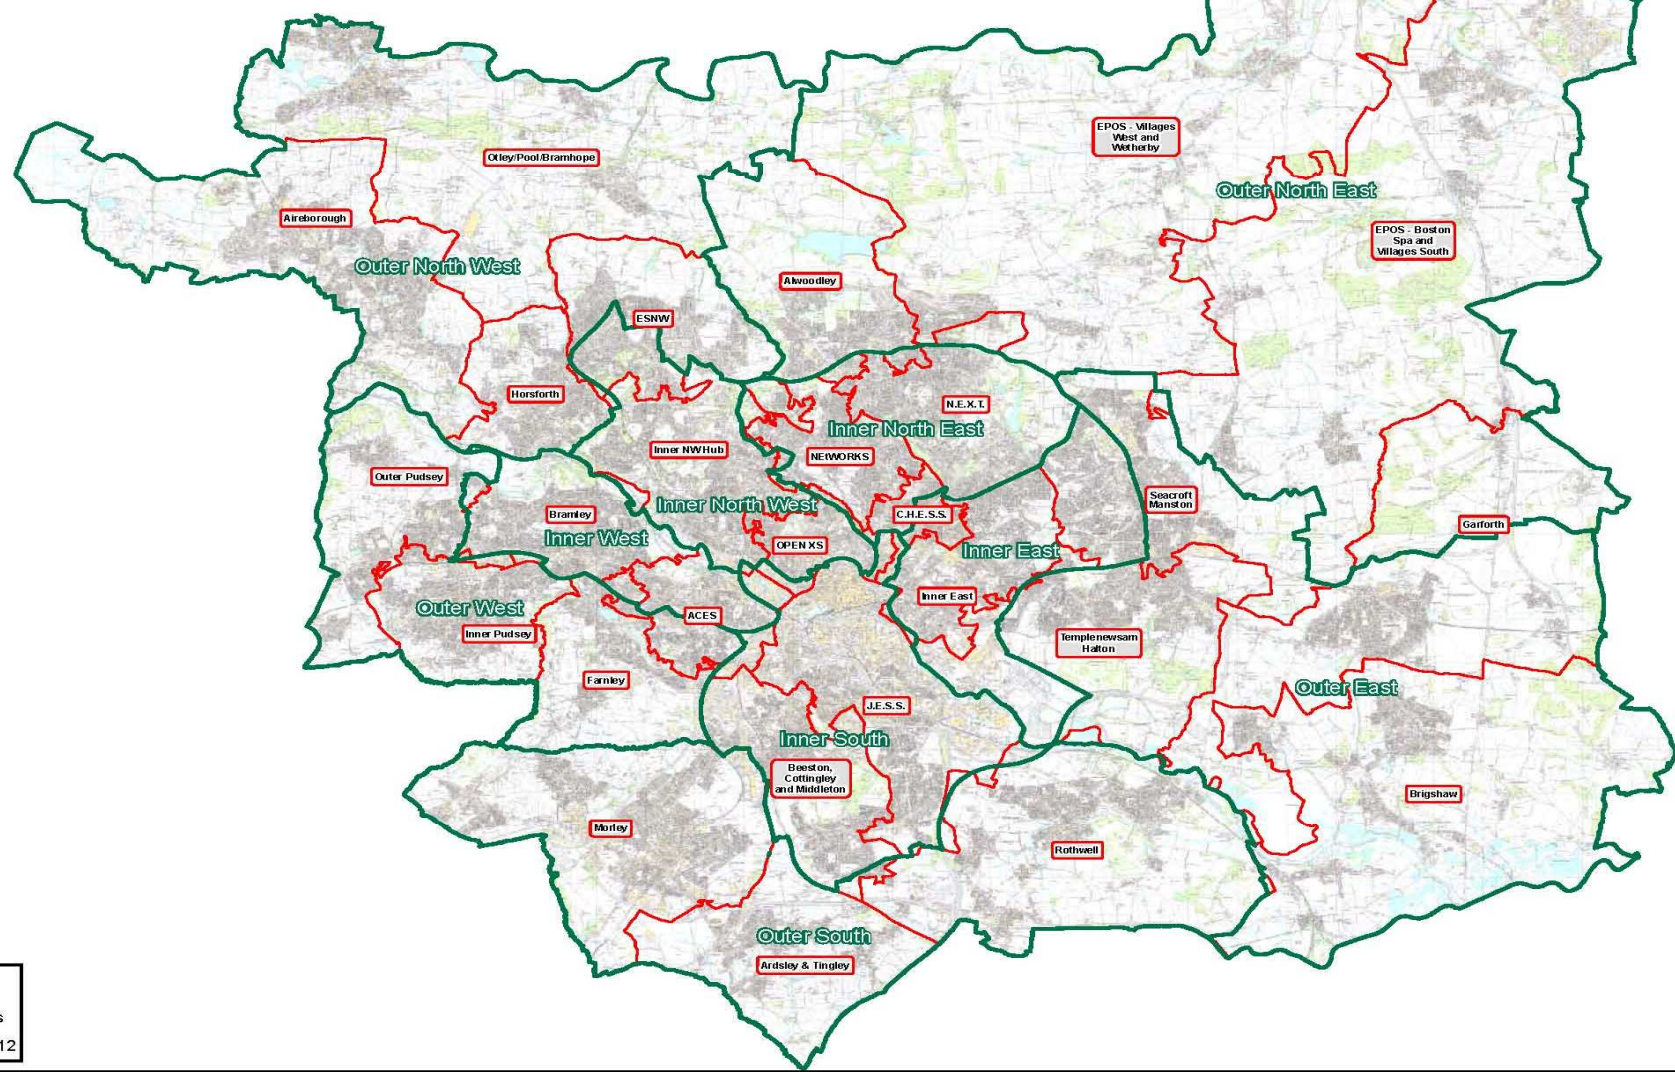 EPOS - Villages
West and
Wetherby
Otley/Pool/Bramhope
Outer North East
Aireborough
EPOS - Boston
Spa and
Villages South
Outer North West
Alwoodley
ESNW
Horsforth
N.E.X.T.
Inner North East
Inner NW Hub
NEtWORKS
Outer Pudsey
Seacroft
Manston
Inner North West
Bramley
C.H.E.S.S.
Garforth
Inner West
OPEN XS
Inner East
Inner East
Outer West
ACES
Inner Pudsey
Templenewsam
Halton
Farnley
Outer East
J.E.S.S.
Inner South
Beeston,
Cottingley
and Middleton
Brigshaw
Morley
Rothwell
Outer South
Ardsley & Tingley
s
12